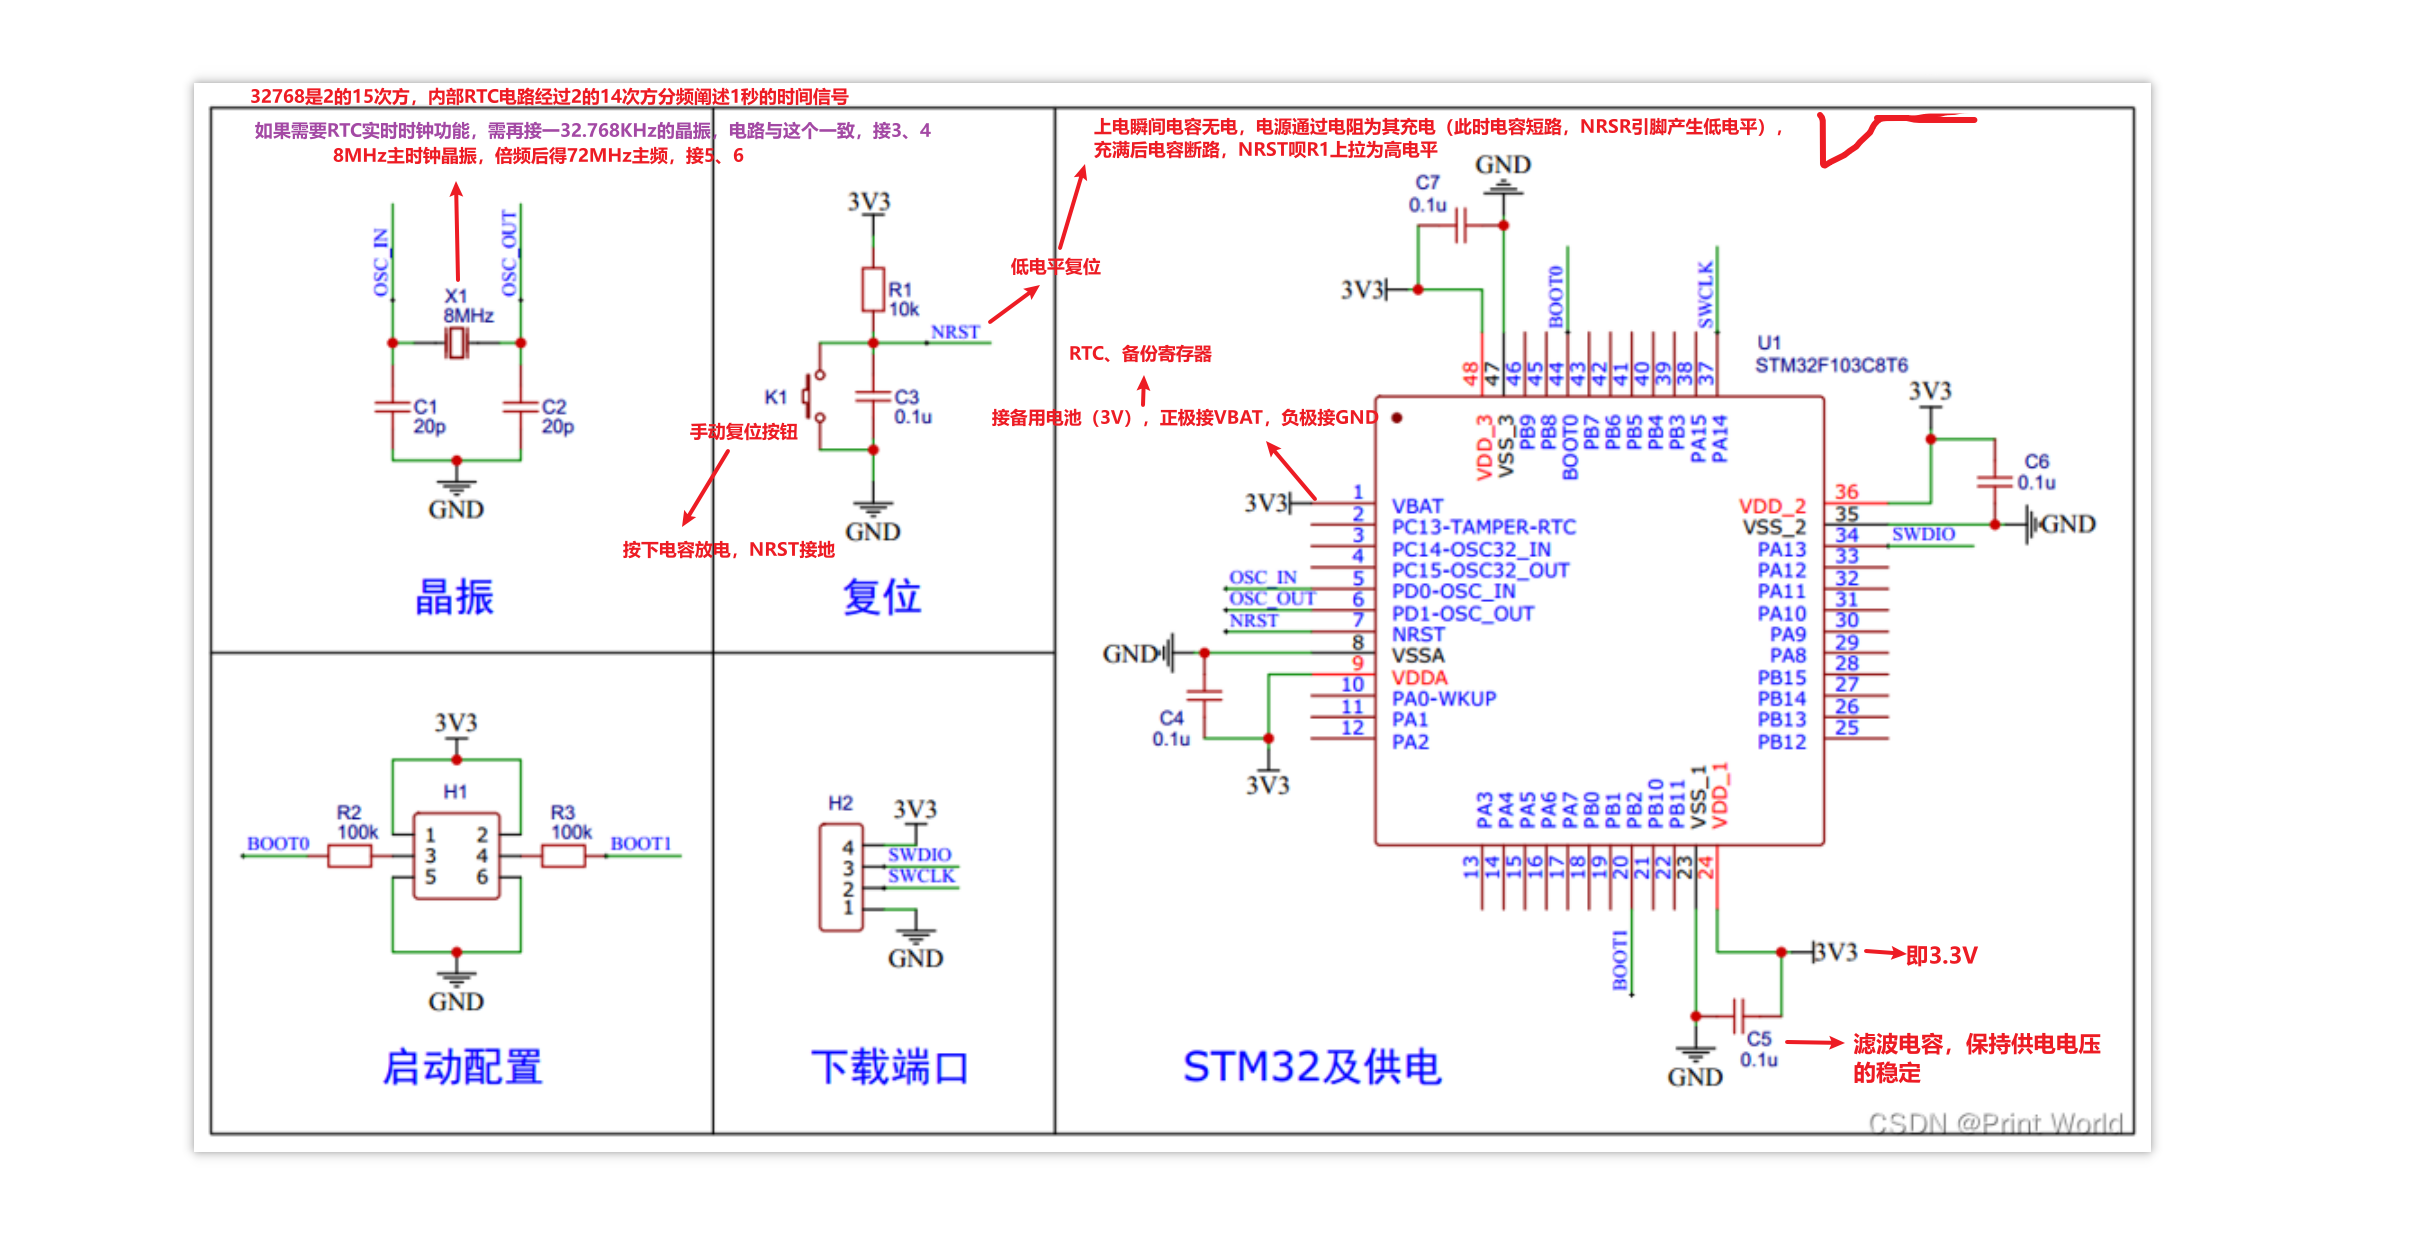 32768是2的15次方，内部RTC电路经过2的14次方分频阐述1秒的时间信号
如果需要RTC实时时钟功能，需再接一32.768KHz的晶振，电路与这个一致，接3、4
8MHz主时钟晶振，倍频后得72MHz主频，接5、6
OSC_IN
OSC_OUT
X1
8MHz
C1
20p
C2
20p
GND
晶振
3V3
R1
10k
NRST
K1
C3
0.1u
GND
低电平复位
手动复位按钮
按下电容放电，NRST接地
复位
3V3
H1
R2
100k
R3
100k
BOOT0
BOOT1
1 2
3 4
5 6
GND
启动配置
H2
3V3
4
3
2
1
SWDIO
SWCLK
GND
下载端口
上电瞬间电容无电，电源通过电阻为其充电（此时电容短路，NRSR引脚产生低电平），
充满后电容断路，NRST呗R1上拉为高电平
GND
C7
0.1u
3V3
BOOT0
SWCLK
U1
STM32F103C8T6
RTC、备份寄存器
接备用电池（3V），正极接VBAT，负极接GND
48 47 46 45 44 43 42 41 40 39 38 37
VDD_3 VSS_3 PB9 PB8 BOOT0 PB7 PB6 PB5 PB4 PB3 PA15 PA14
3V3
1 VBAT
2 PC13-TAMPER-RTC
3 PC14-OSC32_IN
4 PC15-OSC32_OUT
OSC_IN 5 PD0-OSC_IN
OSC_OUT 6 PD1-OSC_OUT
NRST 7 NRST
GND 8 VSSA
9 VDDA
10 PA0-WKUP
11 PA1
12 PA2
C4
0.1u
3V3
3V3
C6
0.1u
GND
VDD_2 36
VSS_2 35
PA13 34 SWDIO
PA12 33
PA11 32
PA10 31
PA9 30
PA8 29
PB15 28
PB14 27
PB13 26
PB12 25
PA3 PA4 PA5 PA6 PA7 PB0 PB1 PB2 PB10 PB11 VSS_1 VDD_1
13 14 15 16 17 18 19 20 21 22 23 24
BOOT1
3V3
即3.3V
C5
0.1u
GND
滤波电容，保持供电电压
的稳定
STM32及供电
CSDN @Print World